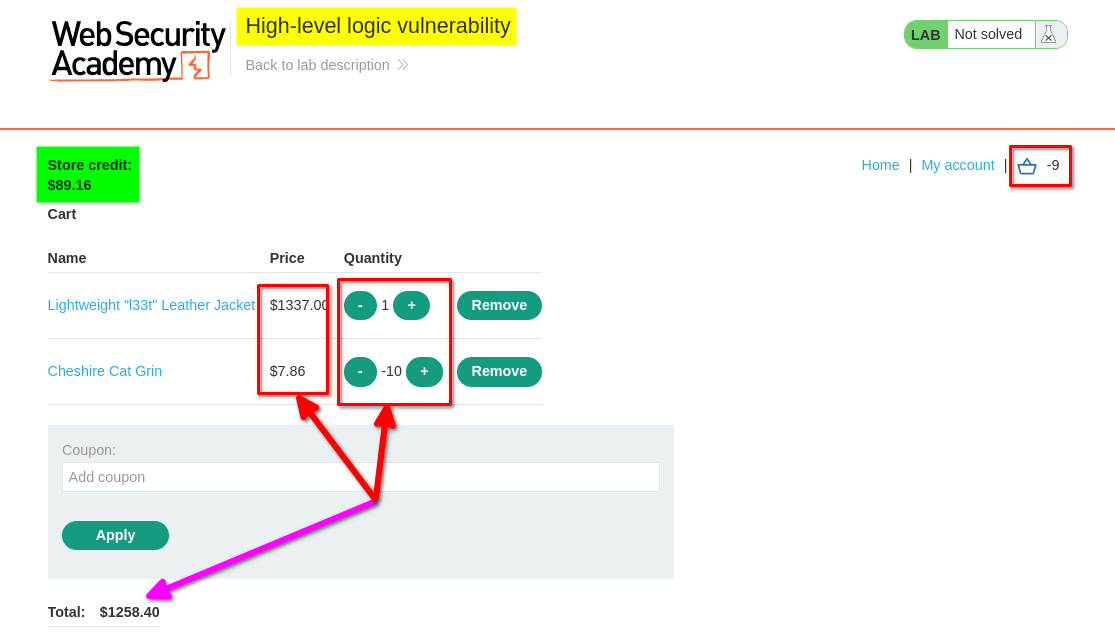 Web Security
Academy
High-level logic vulnerability
Back to lab description
LAB Not solved
Store credit:
$89.16
Home | My account | -9
Cart
Name Price Quantity
Lightweight "l33t" Leather Jacket $1337.00 - 1 + Remove
Cheshire Cat Grin $7.86 - -10 + Remove
Coupon:
Add coupon
Apply
Total: $1258.40